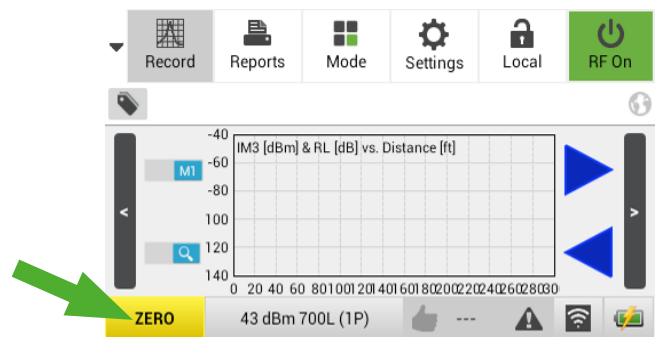 Record Reports Mode Settings Local RF On
-40
IM3 [dBm] & RL [dB] vs. Distance [ft]
M1
-60
-80
<
100
>
120
140
0 20 40 60 80 100 120 140 160 180 200 220 240 260 280 30
ZERO 43 dBm 700L (1P) ---